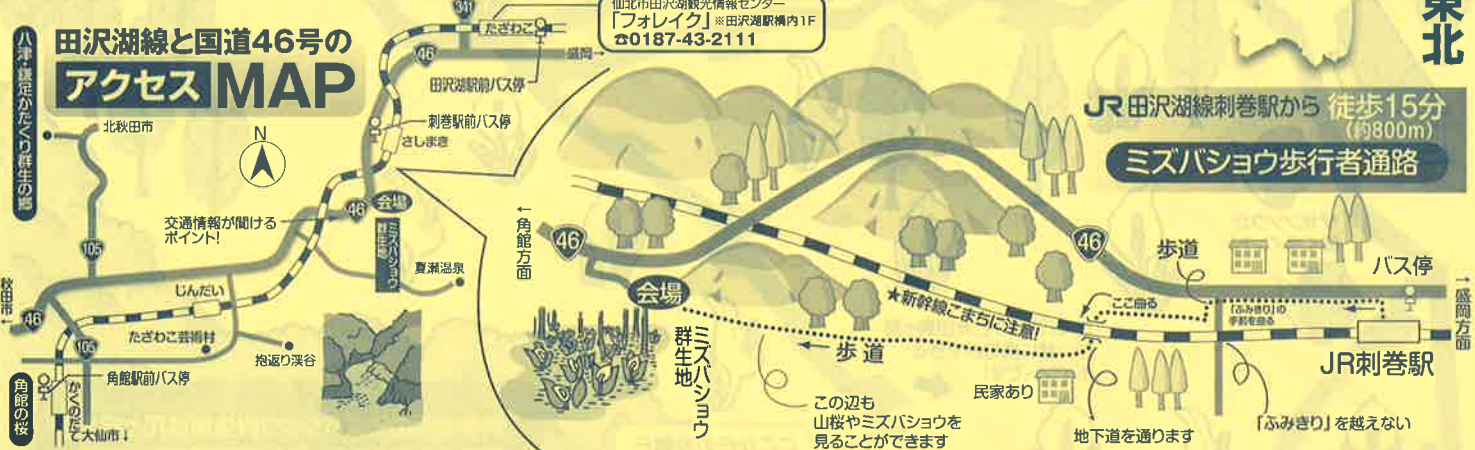 田沢湖線と国道46号の
アクセスMAP
八津・鎌足かたくり群生の郷
北秋田市
N
341
たざわこ
仙北市田沢湖観光情報センター
「フォレイク」※田沢湖駅構内1F
☎0187-43-2111
46
盛岡→
田沢湖駅前バス停
刺巻駅前バス停
さしまき
会場
46
ミズバショウ
群生地
交通情報が聞ける
ポイント!
夏瀬温泉
105
秋田市
↓
46
じんだい
たざわこ芸術村
抱返り渓谷
105
角館駅前バス停
角館の桜
かくのだて
大仙市↓
東北
JR田沢湖線刺巻駅から 徒歩15分
(約800m)
ミズバショウ歩行者通路
←角館方面
46
会場
ミズバショウ
群生地
46
歩道
バス停
→盛岡方面
ここ曲る
「ふみきり」の
手前を曲る
★新幹線こまちに注意!
←歩道
JR刺巻駅
民家あり
この辺も
山桜やミズバショウを
見ることができます
地下道を通ります
「ふみきり」を越えない